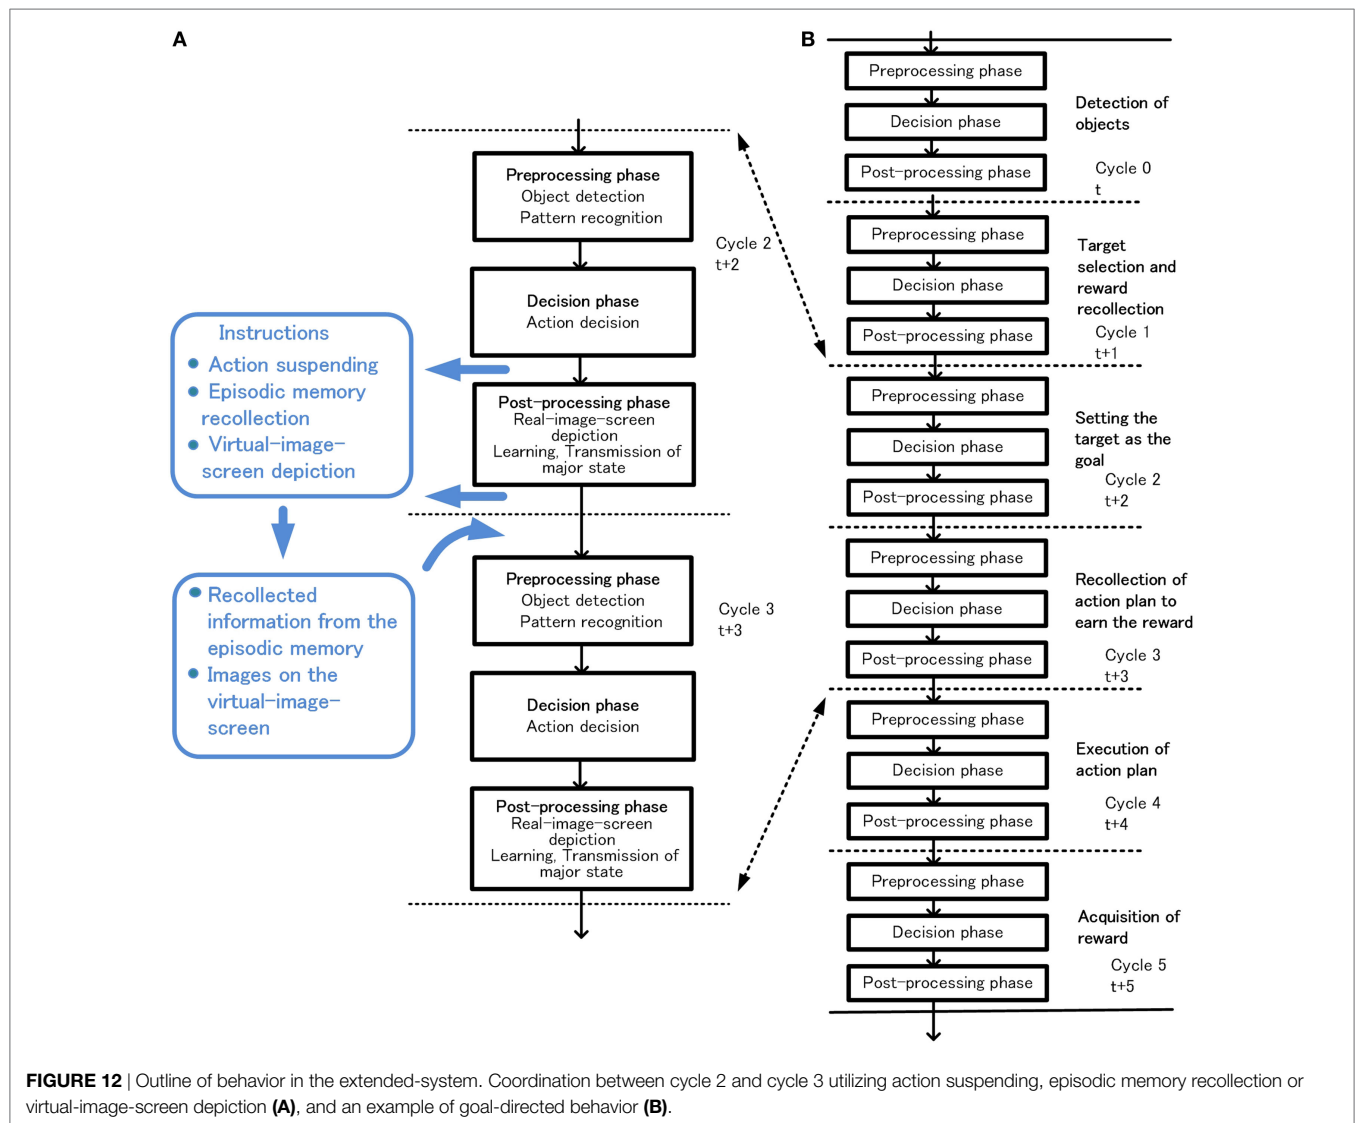 A
Preprocessing phase
Object detection
Pattern recognition
Cycle 2
t+2
Decision phase
Action decision
Instructions
Action suspending
Episodic memory
recollection
Virtual-image-
screen depiction
Post-processing phase
Real-image-screen
depiction
Learning, Transmission of
major state
Recollected
information from the
episodic memory
Images on the
virtual-image-
screen
Preprocessing phase
Object detection
Pattern recognition
Cycle 3
t+3
Decision phase
Action decision
Post-processing phase
Real-image-screen
depiction
Learning, Transmission of
major state
B
Preprocessing phase
Decision phase
Post-processing phase
Detection of
objects
Cycle 0
t
Preprocessing phase
Decision phase
Post-processing phase
Target
selection and
reward
recollection
Cycle 1
t+1
Preprocessing phase
Decision phase
Post-processing phase
Setting the
target as the
goal
Cycle 2
t+2
Preprocessing phase
Decision phase
Post-processing phase
Recollection of
action plan to
earn the reward
Cycle 3
t+3
Preprocessing phase
Decision phase
Post-processing phase
Execution of
action plan
Cycle 4
t+4
Preprocessing phase
Decision phase
Post-processing phase
Acquisition of
reward
Cycle 5
t+5
FIGURE 12 | Outline of behavior in the extended-system. Coordination between cycle 2 and cycle 3 utilizing action suspending, episodic memory recollection or
virtual-image-screen depiction (A), and an example of goal-directed behavior (B).